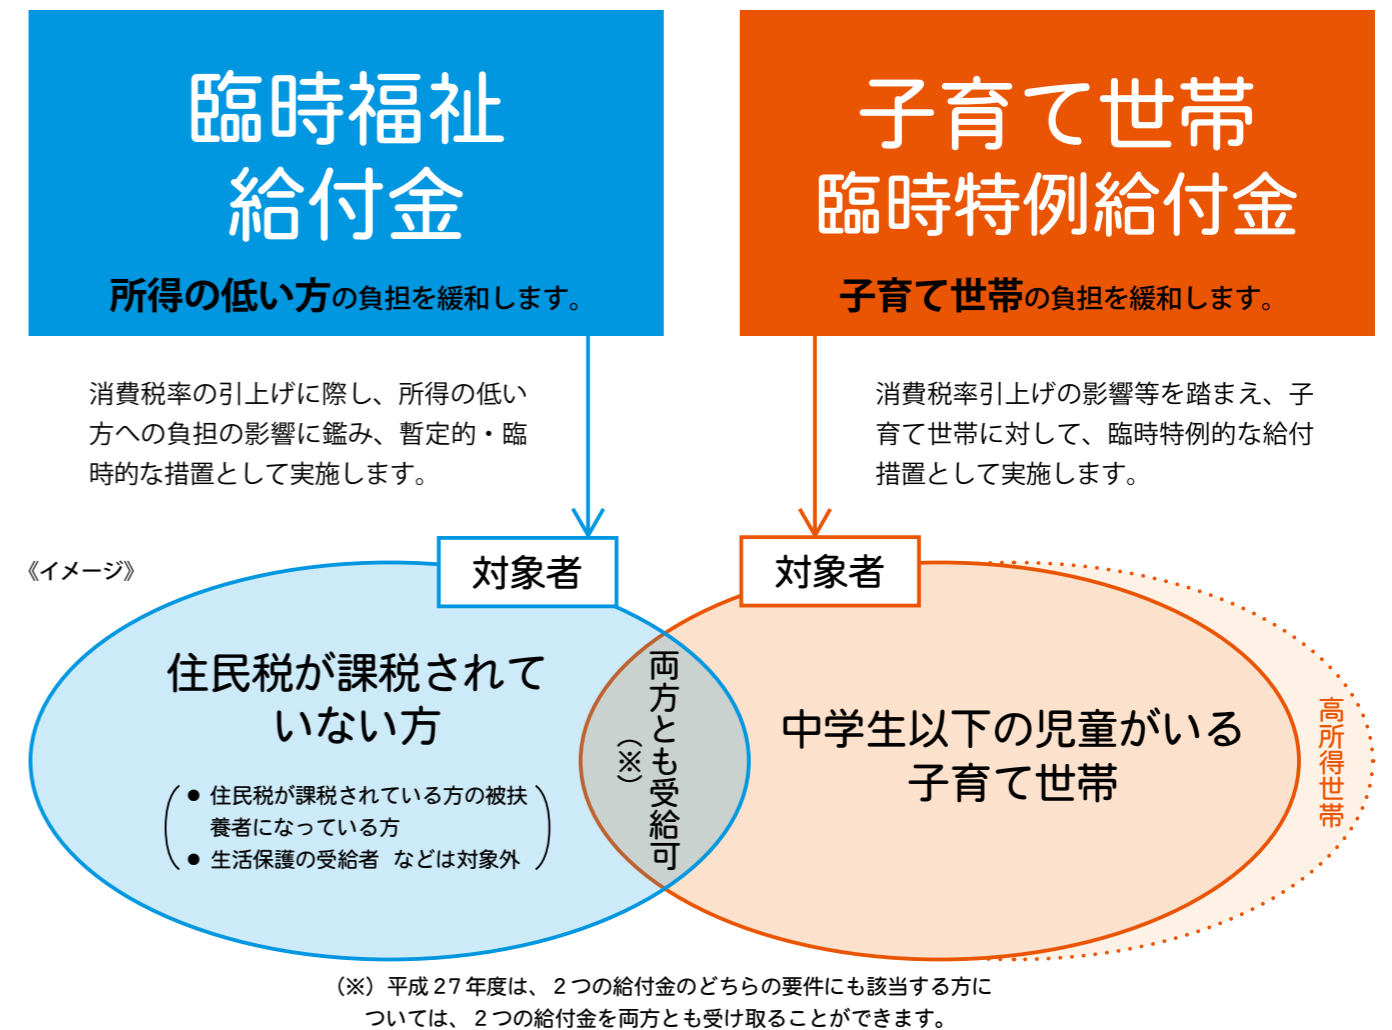 臨時福祉
給付金
所得の低い方の負担を緩和します。
子育て世帯
臨時特例給付金
子育て世帯の負担を緩和します。
消費税率の引上げに際し、所得の低い
方への負担の影響に鑑み、暫定的・臨
時的な措置として実施します。
消費税率引上げの影響等を踏まえ、子
育て世帯に対して、臨時特例的な給付
措置として実施します。
《イメージ》
対象者
対象者
住民税が課税されて
いない方
● 住民税が課税されている方の被扶
養者になっている方
● 生活保護の受給者 などは対象外
両方とも受給可
（※）
中学生以下の児童がいる
子育て世帯
高所得世帯
（※）平成27年度は、2つの給付金のどちらの要件にも該当する方に
ついては、2つの給付金を両方とも受け取ることができます。